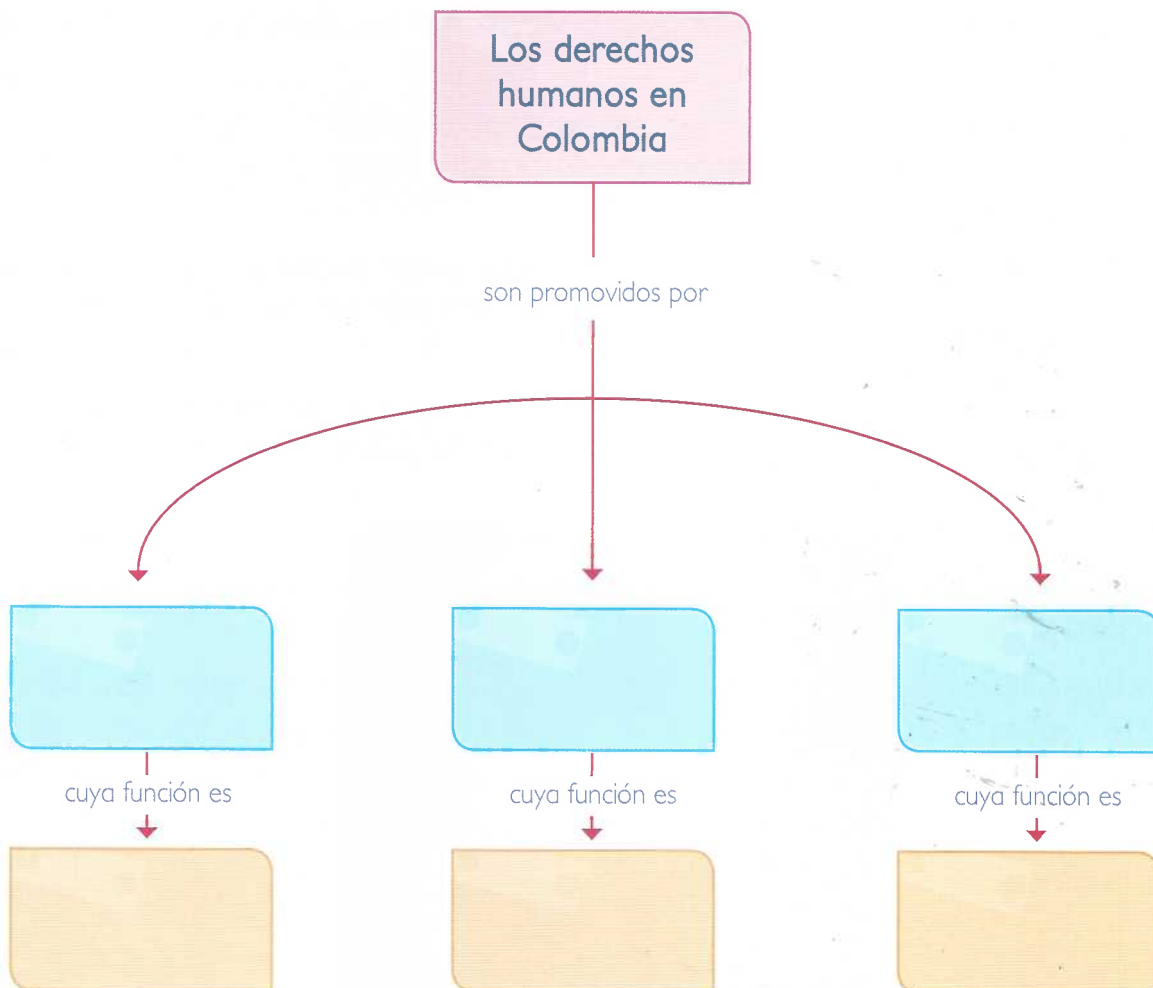 Los derechos
humanos en
Colombia
son promovidos por
cuya función es
cuya función es
cuya función es